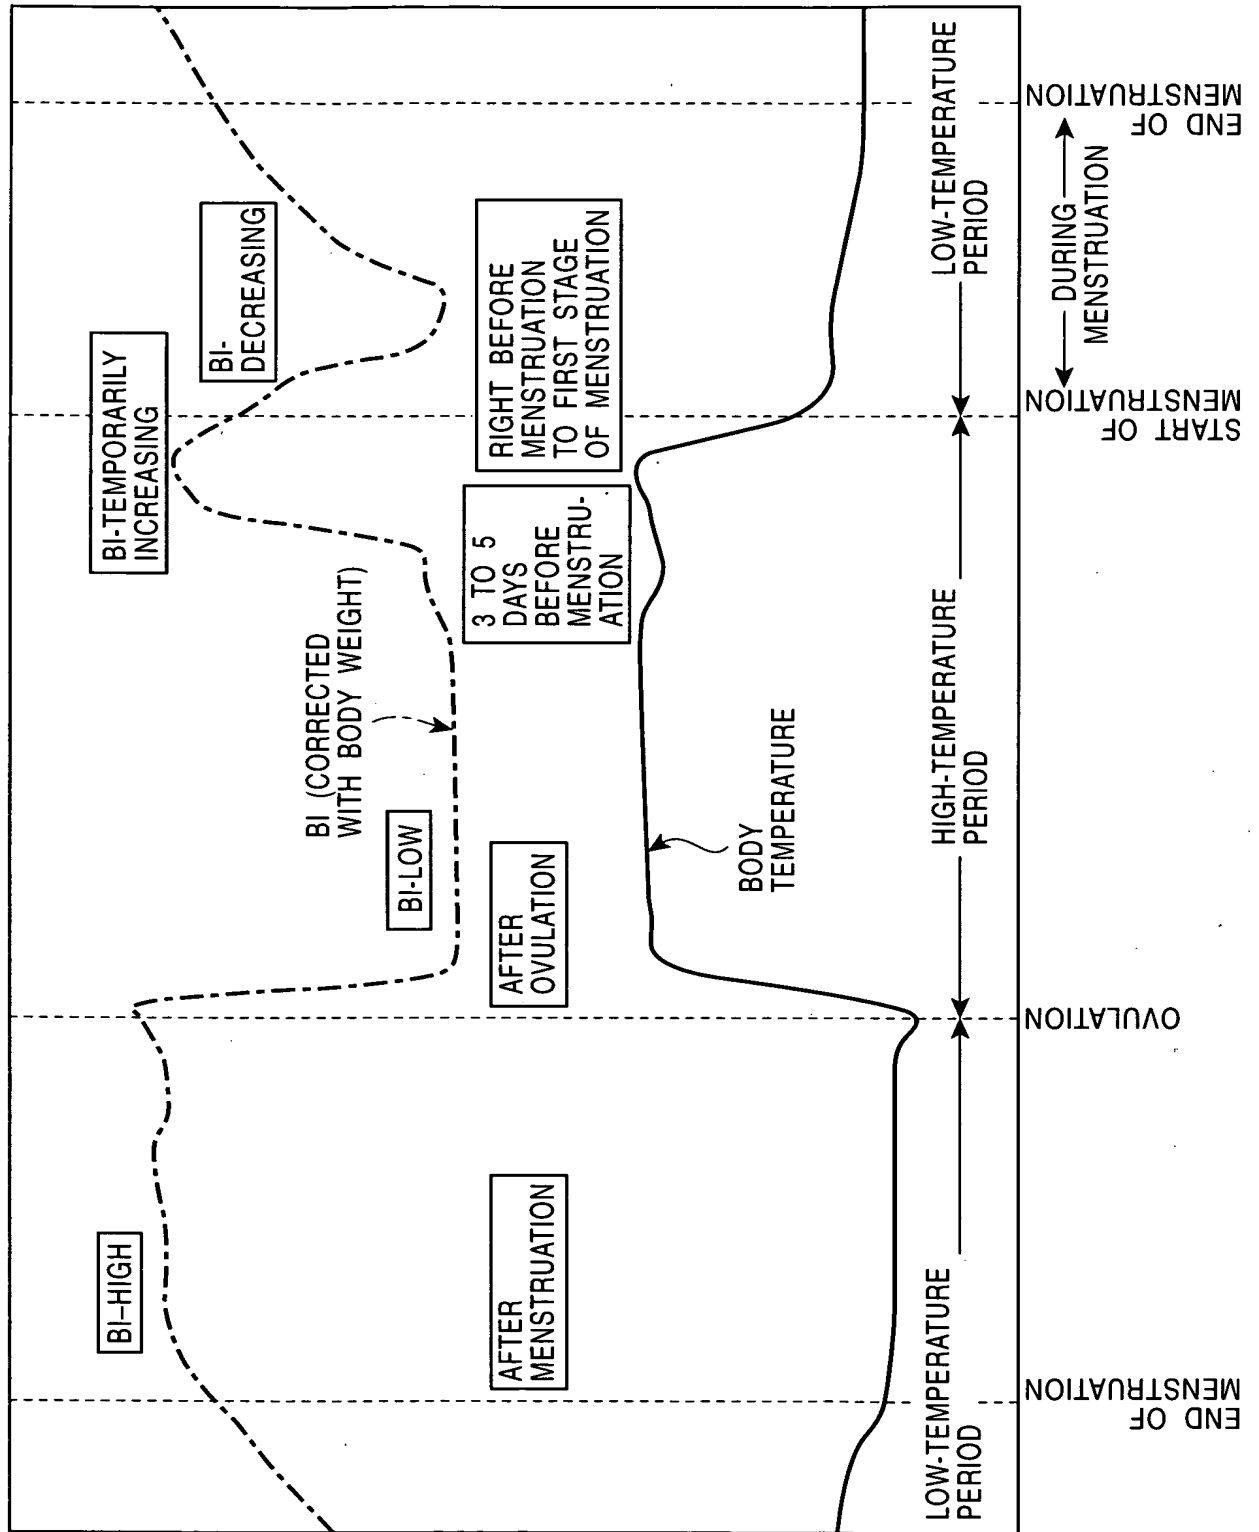 BI-HIGH
BI-TEMPORARILY
INCREASING
BI-
DECREASING
BI (CORRECTED
WITH BODY WEIGHT)
BI-LOW
AFTER
MENSTRUATION
AFTER
OVULATION
3 TO 5
DAYS
BEFORE
MENSTRU-
ATION
RIGHT BEFORE
MENSTRUATION
TO FIRST STAGE
OF MENSTRUATION
BODY
TEMPERATURE
LOW-TEMPERATURE
PERIOD
HIGH-TEMPERATURE
PERIOD
LOW-TEMPERATURE
PERIOD
END OF
MENSTRUATION
OVULATION
START OF
MENSTRUATION
DURING
MENSTRUATION
END OF
MENSTRUATION